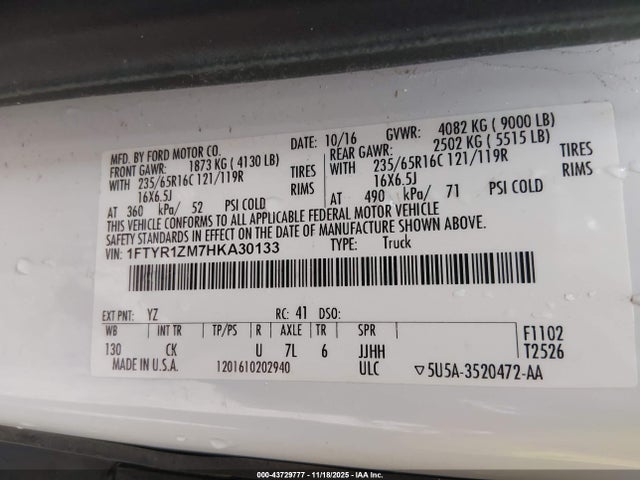 MFD. BY FORD MOTOR CO.
DATE: 10/16 GVWR: 4082 KG ( 9000 LB)
FRONT GAWR: 1873 KG ( 4130 LB)
REAR GAWR: 2502 KG ( 5515 LB)
WITH 235/65R16C 121/119R TIRES
WITH 235/65R16C 121/119R TIRES
16X6.5J RIMS
16X6.5J RIMS
AT 360 kPa/ 52 PSI COLD
AT 490 kPa/ 71 PSI COLD
THIS VEHICLE CONFORMS TO ALL APPLICABLE FEDERAL MOTOR VEHICLE
SAFETY STANDARDS IN EFFECT ON THE DATE OF MANUFACTURE SHOWN ABOVE.
VIN: 1FTYR1ZM7HKA30133 TYPE: Truck
EXT PNT: YZ RC: 41 DSO:
WB INT TR TP/PS R AXLE TR SPR F1102
130 CK U 7L 6 JJHH T2526
MADE IN U.S.A. 1201610202940 ULC ▽5U5A-3520472-AA
000-43729777 - 11/18/2025 - IAA Inc.